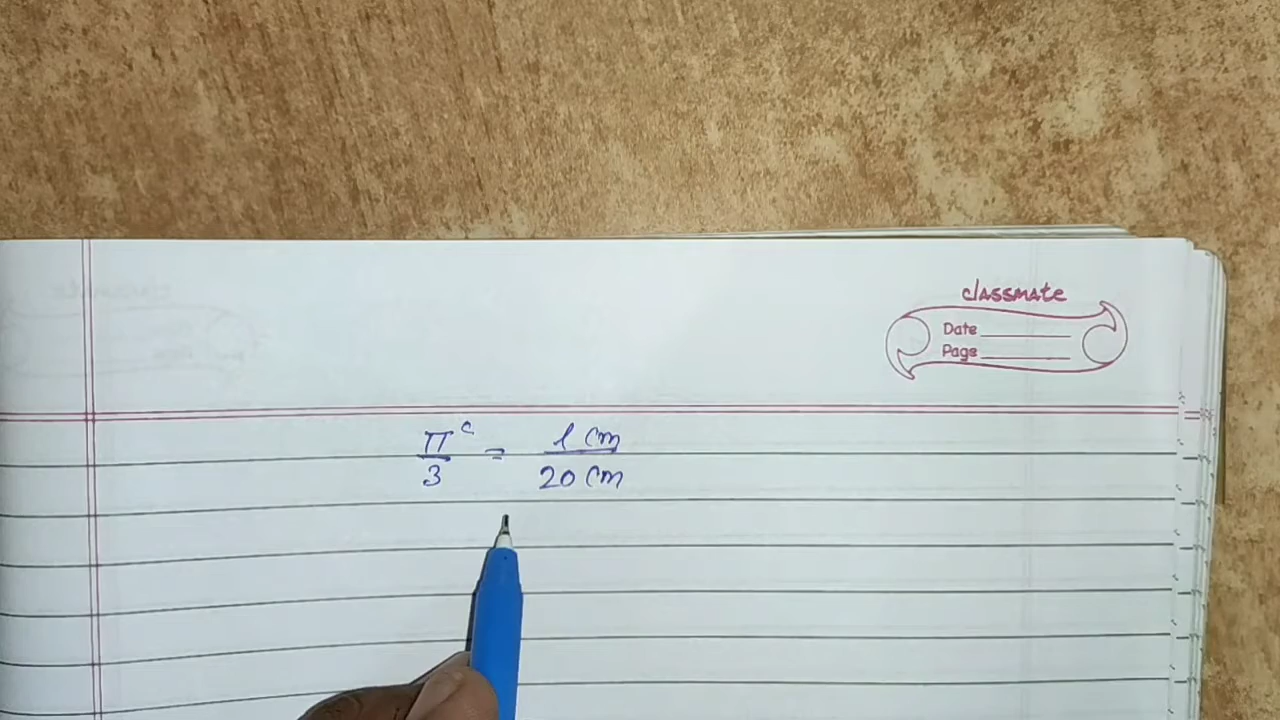 classmate
Date
Page
π^c/3 = l cm/20 cm